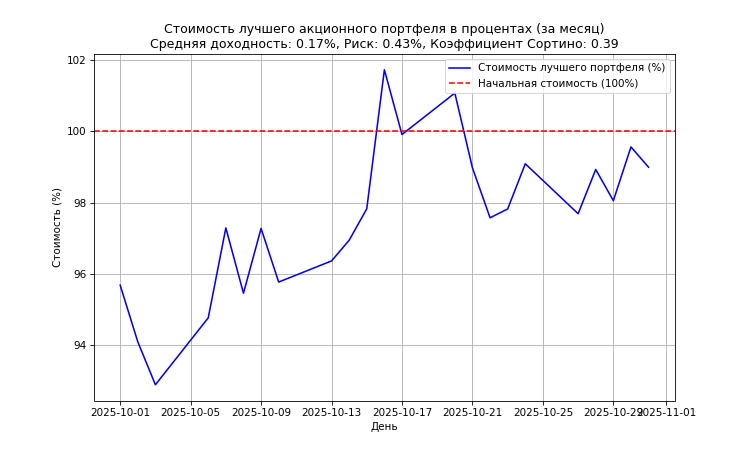 Стоимость лучшего акционного портфеля в процентах (за месяц)
Средняя доходность: 0.17%, Риск: 0.43%, Коэффициент Сортино: 0.39
Стоимость лучшего портфеля (%)
Начальная стоимость (100%)
Стоимость (%)
102
100
98
96
94
2025-10-01 2025-10-05 2025-10-09 2025-10-13 2025-10-17 2025-10-21 2025-10-25 2025-10-29 2025-11-01
День